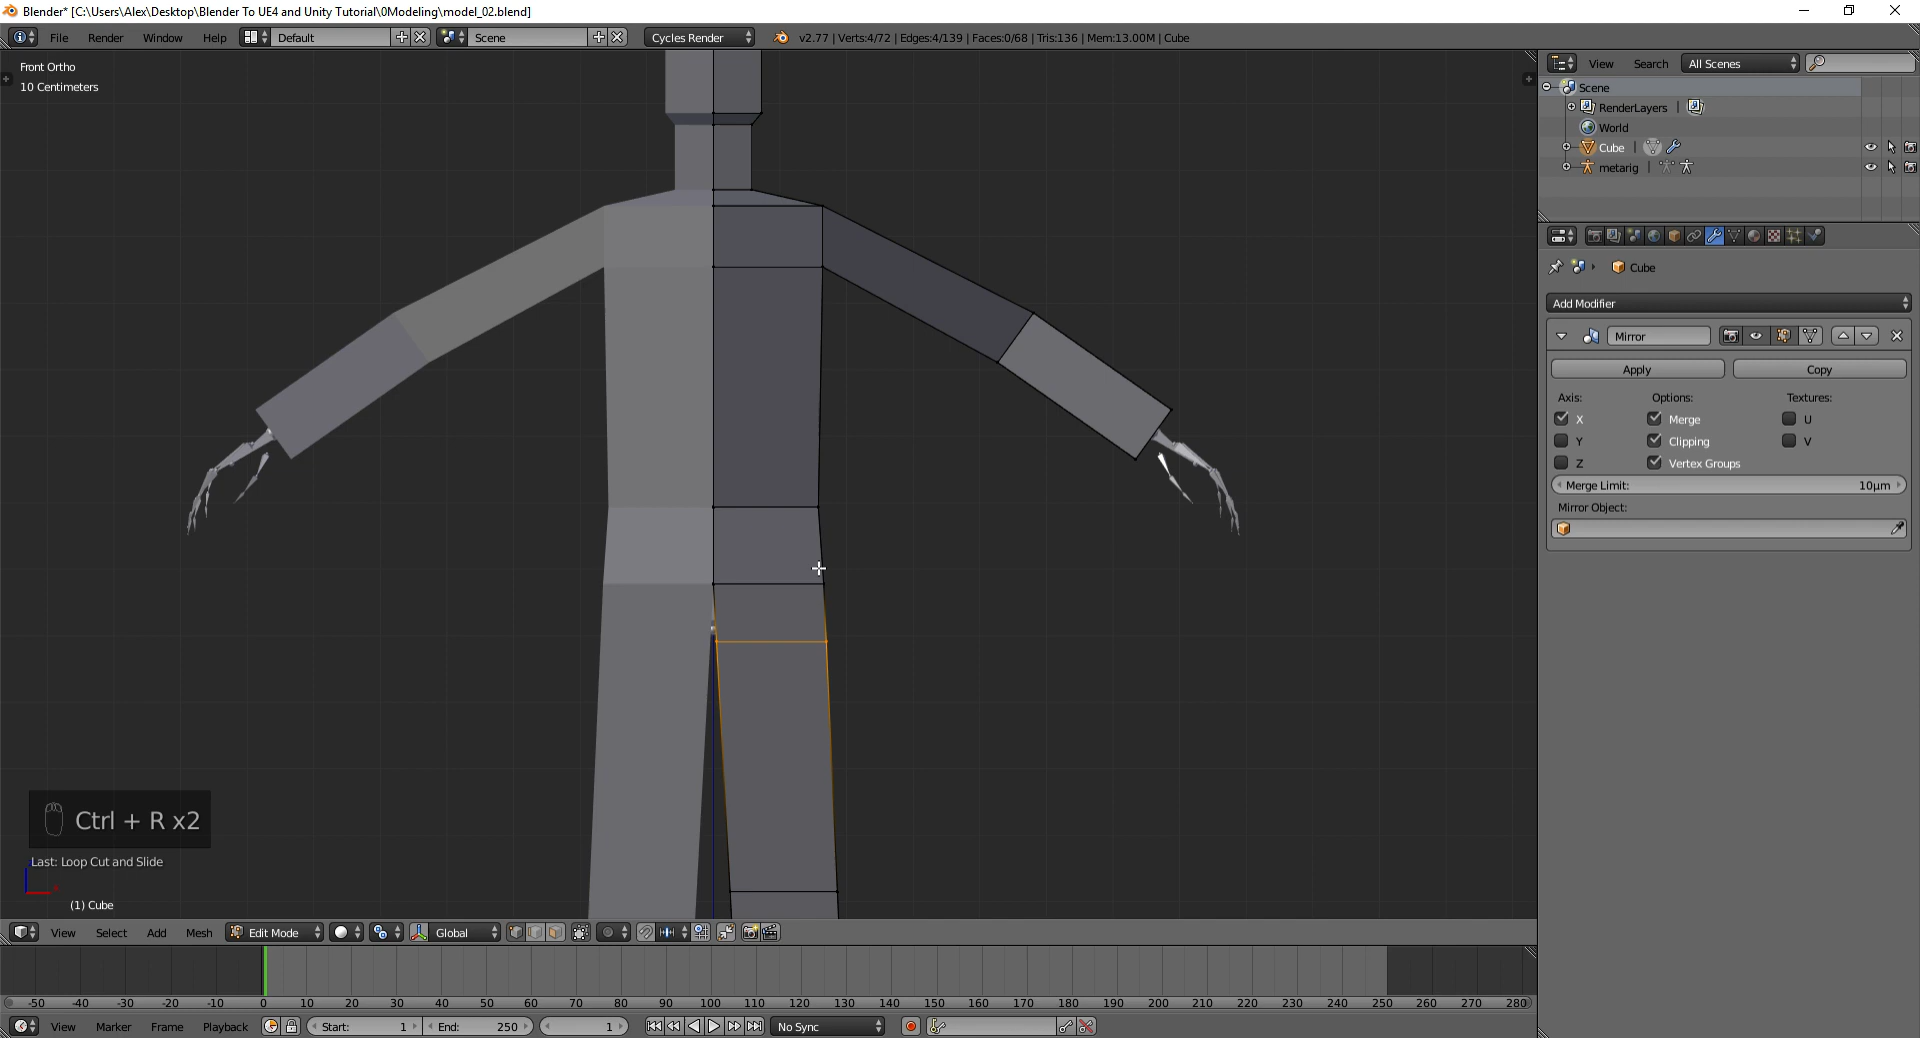 Blender* [C:\Users\Alex\Desktop\Blender To UE4 and Unity Tutorial\0Modeling\model_02.blend]
File Render Window Help Default Scene Cycles Render v2.77 | Verts:4/72 | Edges:4/139 | Faces:0/68 | Tris:136 | Mem:13.00M | Cube
Front Ortho
10 Centimeters
View Search All Scenes
Scene
RenderLayers |
World
Cube |
metarig |
Cube
Add Modifier
Mirror
Apply Copy
Axis: Options: Textures:
X Merge U
Y Clipping V
Z Vertex Groups
Merge Limit: 10µm
Mirror Object:
Ctrl + R x2
Last: Loop Cut and Slide
(1) Cube
View Select Add Mesh Edit Mode Global
-50 -40 -30 -20 -10 0 10 20 30 40 50 60 70 80 90 100 110 120 130 140 150 160 170 180 190 200 210 220 230 240 250 260 270 280
View Marker Frame Playback Start: 1 End: 250 1 No Sync